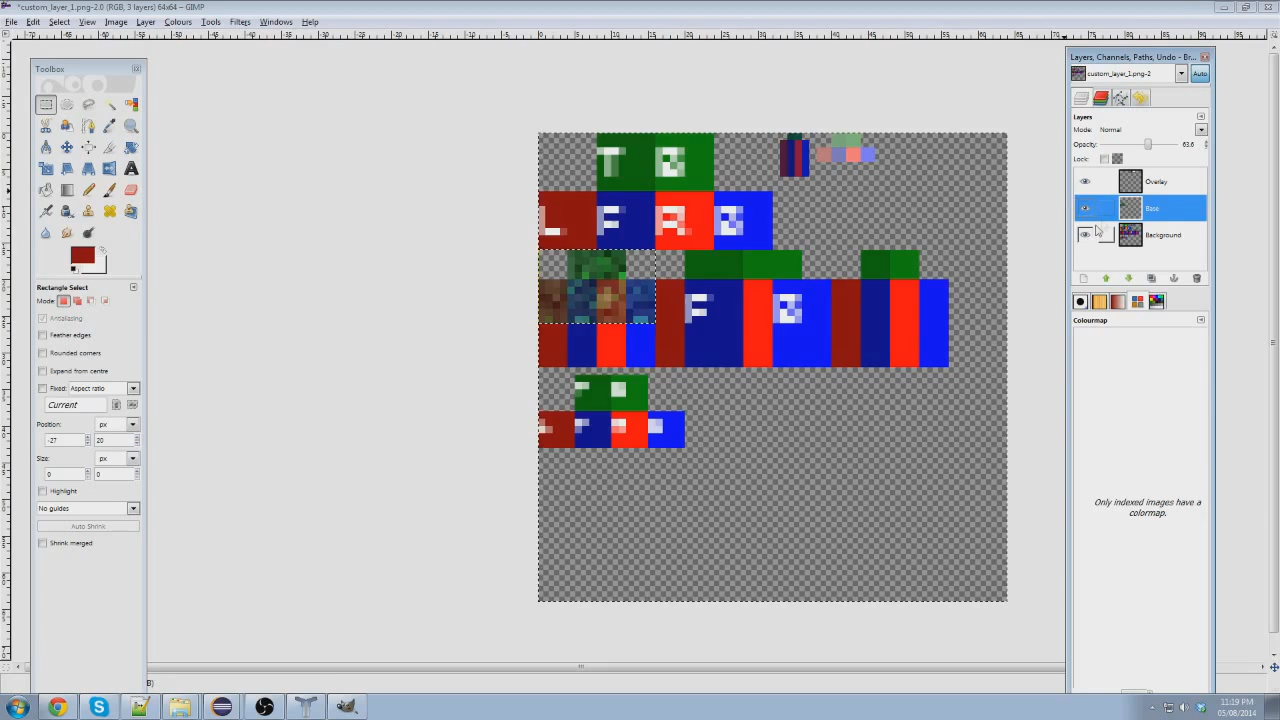 *custom_layer_1.png-2.0 (RGB, 3 layers) 64x64 – GIMP
File Edit Select View Image Layer Colours Tools Filters Windows Help
Toolbox
Rectangle Select
Mode:
Antialiasing
Feather edges
Rounded corners
Expand from centre
Fixed: Aspect ratio
Current
Position: px
-27 20
Size: px
0 0
Highlight
No guides
Auto Shrink
Shrink merged
T
L F
F
Layers, Channels, Paths, Undo - Br...
custom_layer_1.png-2 Auto
Layers
Mode: Normal
Opacity: 63.6
Lock:
Overlay
Base
Background
Colourmap
Only indexed images have a
colormap.
11:19 PM
05/08/2014